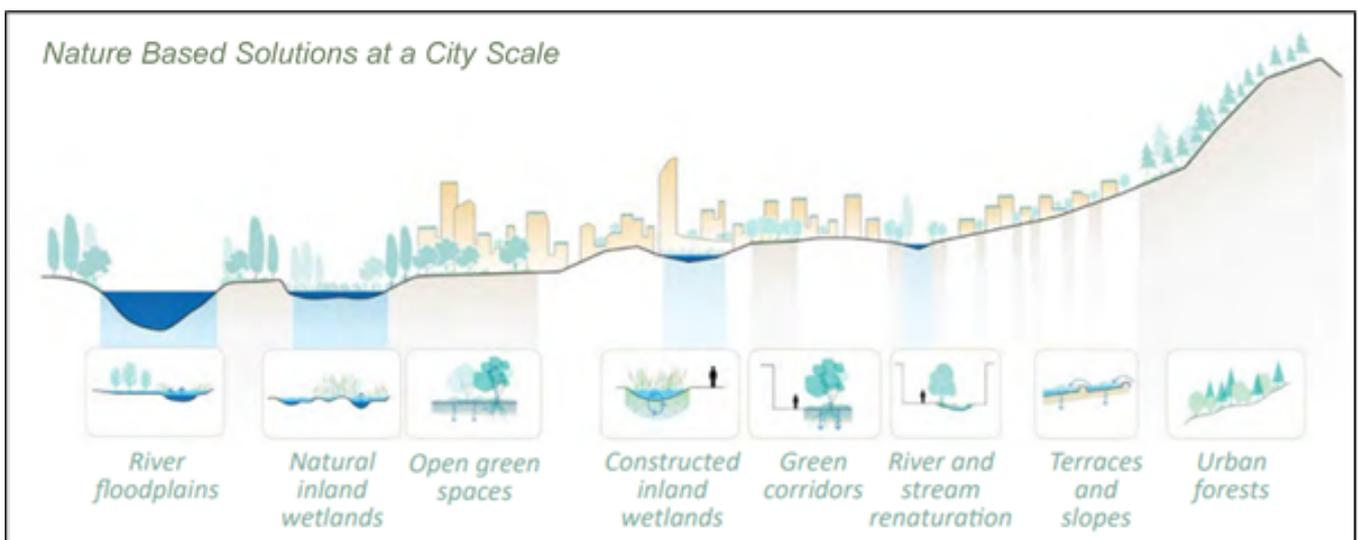 Nature Based Solutions at a City Scale
River
floodplains
Natural
inland
wetlands
Open green
spaces
Constructed
inland
wetlands
Green
corridors
River and
stream
renaturation
Terraces
and
slopes
Urban
forests